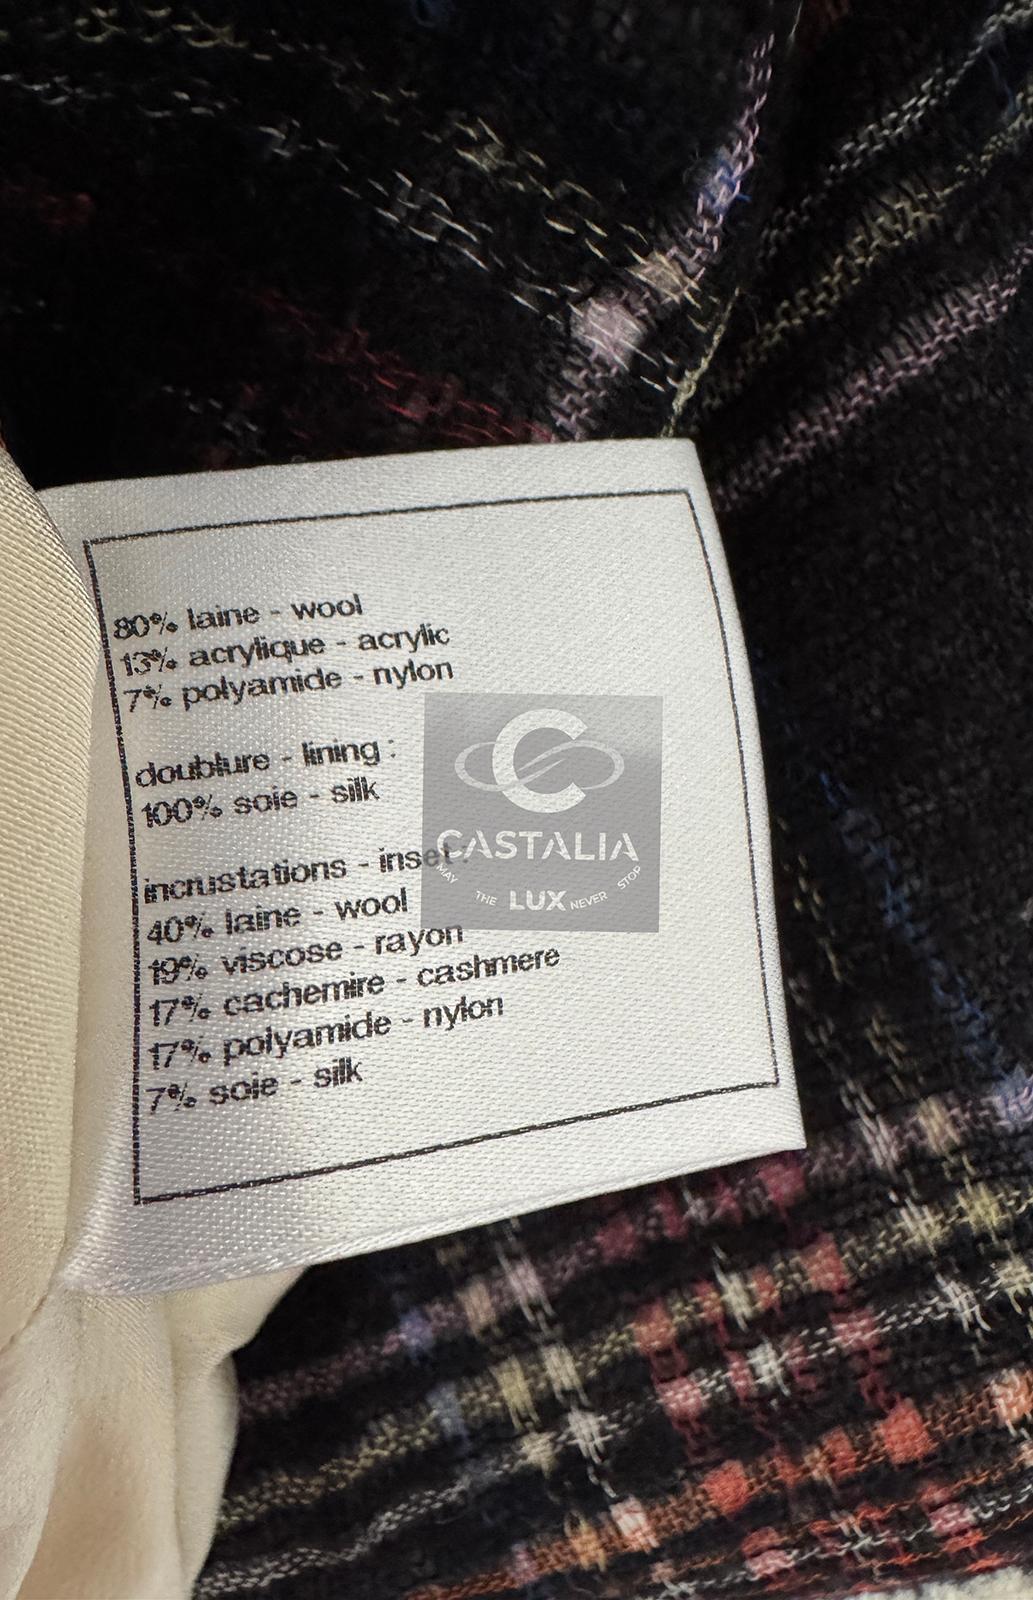 80% laine - wool
13% acrylique - acrylic
7% polyamide - nylon
doublure - lining :
100% soie - silk
incrustations - inset :
40% laine - wool
19% viscose - rayon
17% cachemire - cashmere
17% polyamide - nylon
7% soie - silk
C
CASTALIA
MAY THE LUX NEVER STOP